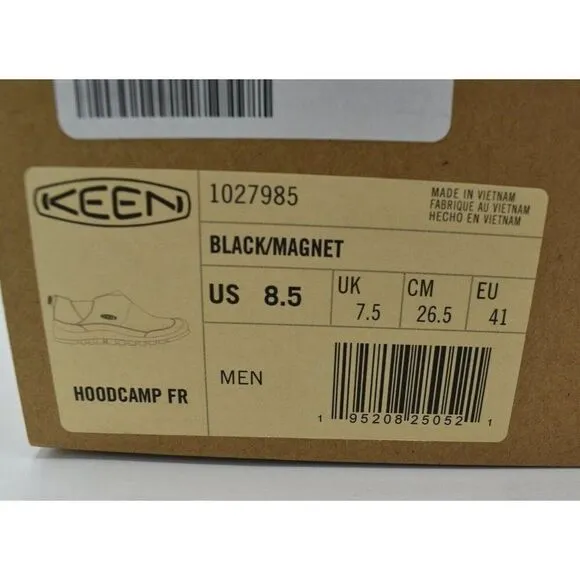 KEEN
1027985
MADE IN VIETNAM
FABRIQUE AU VIETNAM
HECHO EN VIETNAM
BLACK/MAGNET
US 8.5
UK 7.5
CM 26.5
EU 41
KEEN
HOODCAMP FR
MEN
1 95208 25052 1